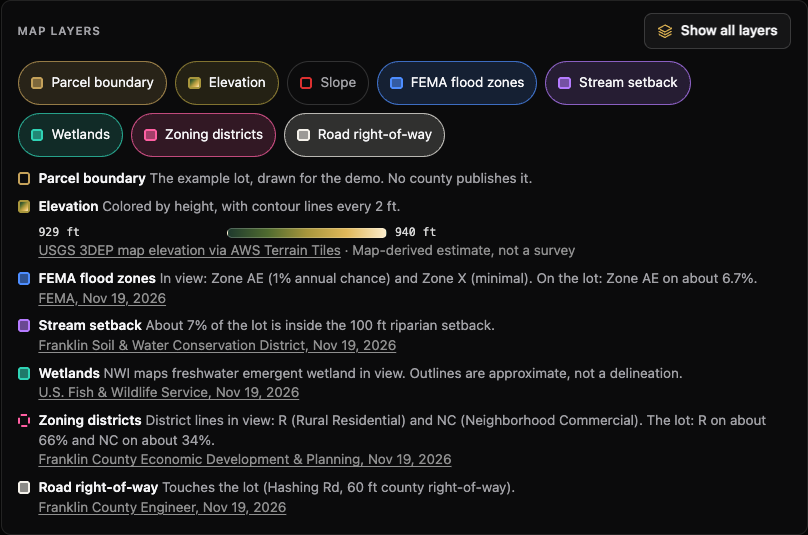 MAP LAYERS
Show all layers
Parcel boundary
Elevation
Slope
FEMA flood zones
Stream setback
Wetlands
Zoning districts
Road right-of-way
Parcel boundary The example lot, drawn for the demo. No county publishes it.
Elevation Colored by height, with contour lines every 2 ft.
929 ft 940 ft
USGS 3DEP map elevation via AWS Terrain Tiles · Map-derived estimate, not a survey
FEMA flood zones In view: Zone AE (1% annual chance) and Zone X (minimal). On the lot: Zone AE on about 6.7%.
FEMA, Nov 19, 2026
Stream setback About 7% of the lot is inside the 100 ft riparian setback.
Franklin Soil & Water Conservation District, Nov 19, 2026
Wetlands NWI maps freshwater emergent wetland in view. Outlines are approximate, not a delineation.
U.S. Fish & Wildlife Service, Nov 19, 2026
Zoning districts District lines in view: R (Rural Residential) and NC (Neighborhood Commercial). The lot: R on about
66% and NC on about 34%.
Franklin County Economic Development & Planning, Nov 19, 2026
Road right-of-way Touches the lot (Hashing Rd, 60 ft county right-of-way).
Franklin County Engineer, Nov 19, 2026